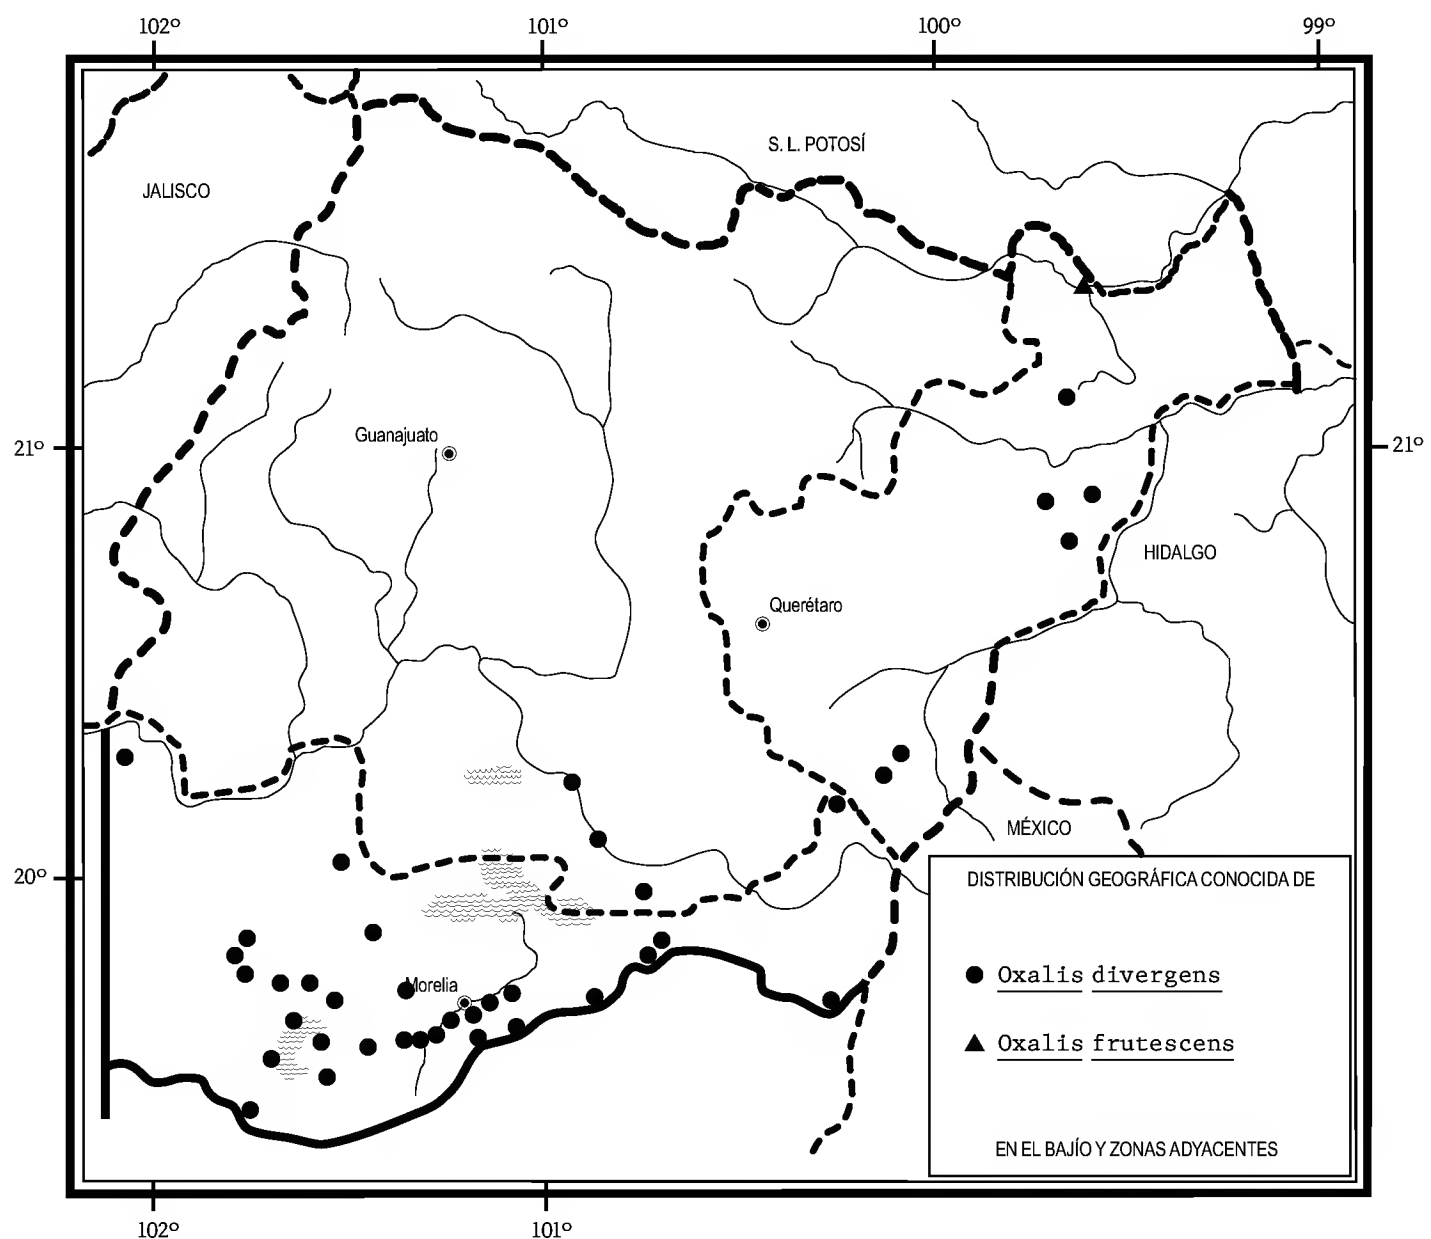 102º 101º 100º 99º
S. L. POTOSÍ
JALISCO
Guanajuato
21º 21º
HIDALGO
Querétaro
MÉXICO
20º
DISTRIBUCIÓN GEOGRÁFICA CONOCIDA DE
Oxalis divergens
Morelia
Oxalis frutescens
EN EL BAJÍO Y ZONAS ADYACENTES
102º 101º